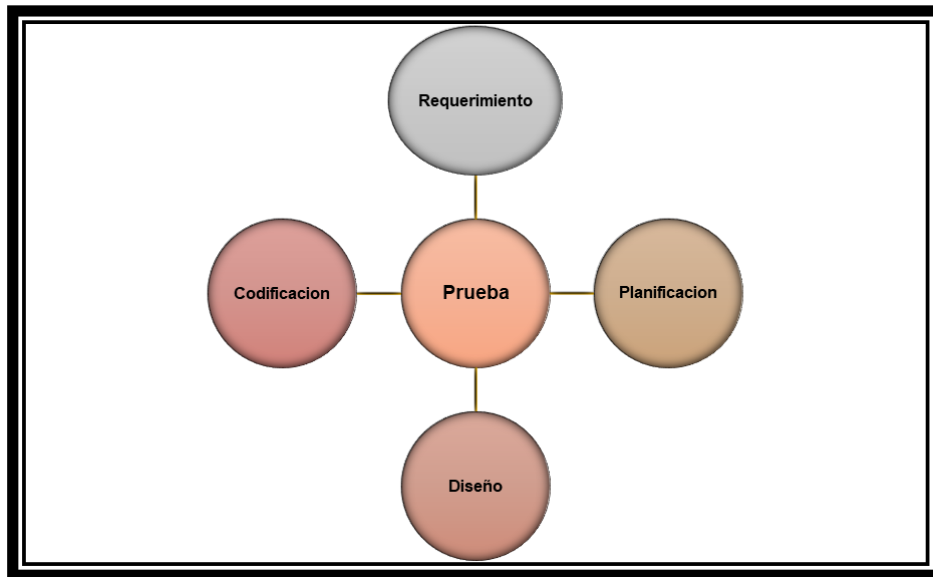 Requerimiento
Codificacion
Prueba
Planificacion
Diseño